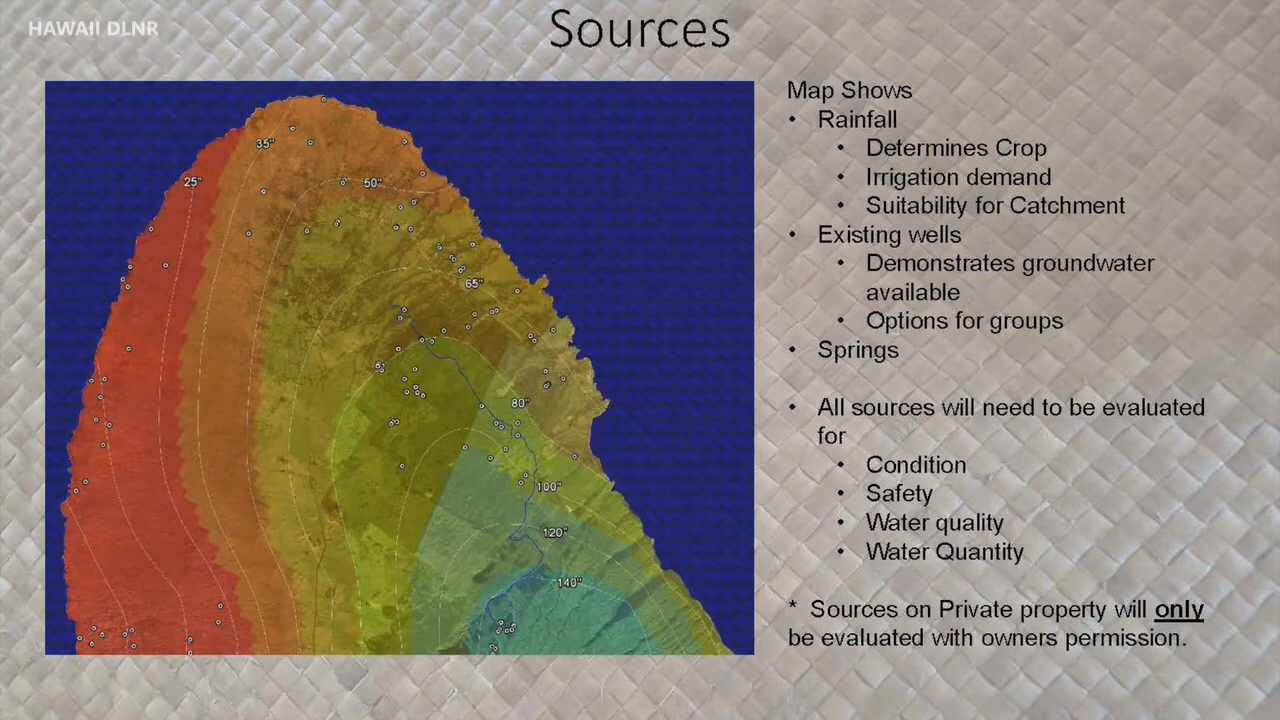 HAWAII DLNR
Sources
35"
25"
50"
65"
80"
100"
120"
140"
Map Shows
• Rainfall
• Determines Crop
• Irrigation demand
• Suitability for Catchment
• Existing wells
• Demonstrates groundwater
available
• Options for groups
• Springs
• All sources will need to be evaluated
for
• Condition
• Safety
• Water quality
• Water Quantity
* Sources on Private property will only
be evaluated with owners permission.